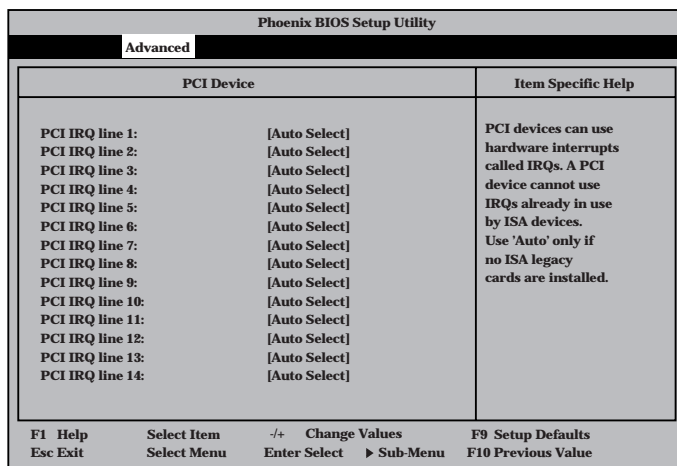 Phoenix BIOS Setup Utility
Advanced
PCI Device
Item Specific Help
PCI IRQ line 1: [Auto Select]
PCI IRQ line 2: [Auto Select]
PCI IRQ line 3: [Auto Select]
PCI IRQ line 4: [Auto Select]
PCI IRQ line 5: [Auto Select]
PCI IRQ line 6: [Auto Select]
PCI IRQ line 7: [Auto Select]
PCI IRQ line 8: [Auto Select]
PCI IRQ line 9: [Auto Select]
PCI IRQ line 10: [Auto Select]
PCI IRQ line 11: [Auto Select]
PCI IRQ line 12: [Auto Select]
PCI IRQ line 13: [Auto Select]
PCI IRQ line 14: [Auto Select]
PCI devices can use
hardware interrupts
called IRQs. A PCI
device cannot use
IRQs already in use
by ISA devices.
Use 'Auto' only if
no ISA legacy
cards are installed.
F1 Help Select Item -/+ Change Values F9 Setup Defaults
Esc Exit Select Menu Enter Select ▶ Sub-Menu F10 Previous Value